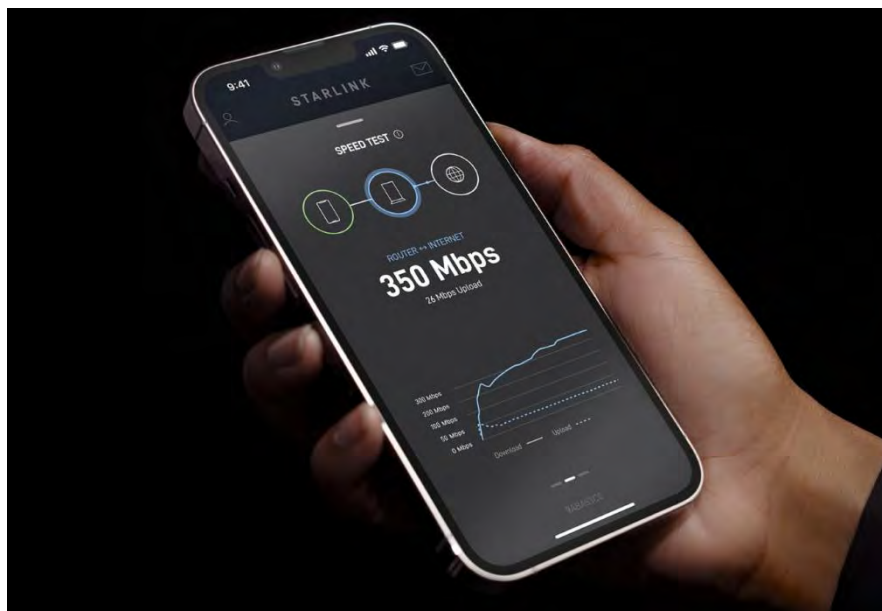 9:41
STARLINK
SPEED TEST
ROUTER ↔ INTERNET
350 Mbps
26 Mbps Upload
300 Mbps
200 Mbps
100 Mbps
50 Mbps
0 Mbps
Download
Upload